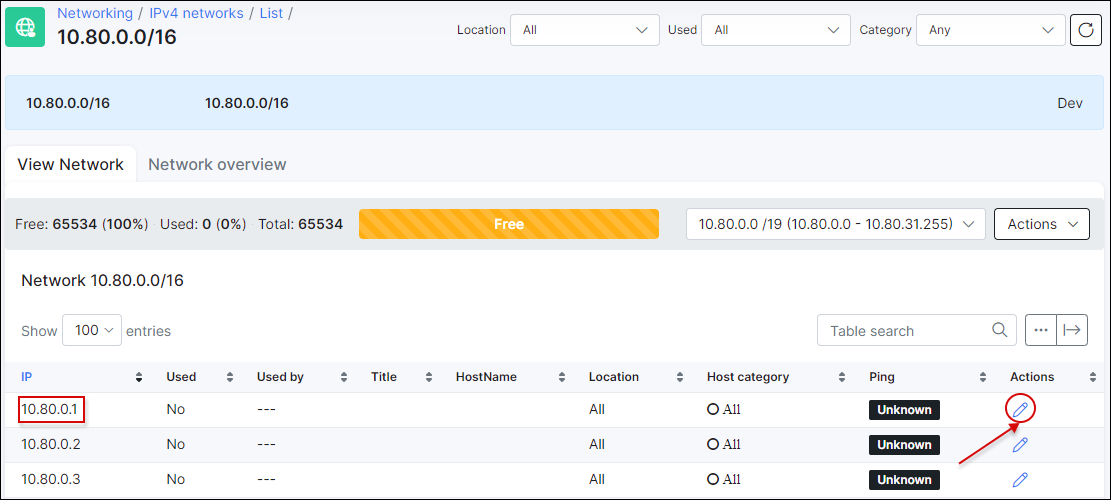 Networking / IPv4 networks / List /
10.80.0.0/16
Location All Used All Category Any
10.80.0.0/16 10.80.0.0/16 Dev
View Network Network overview
Free: 65534 (100%) Used: 0 (0%) Total: 65534 Free 10.80.0.0 /19 (10.80.0.0 - 10.80.31.255) Actions
Network 10.80.0.0/16
Show 100 entries Table search
IP Used Used by Title HostName Location Host category Ping Actions
10.80.0.1 No --- All All Unknown
10.80.0.2 No --- All All Unknown
10.80.0.3 No --- All All Unknown